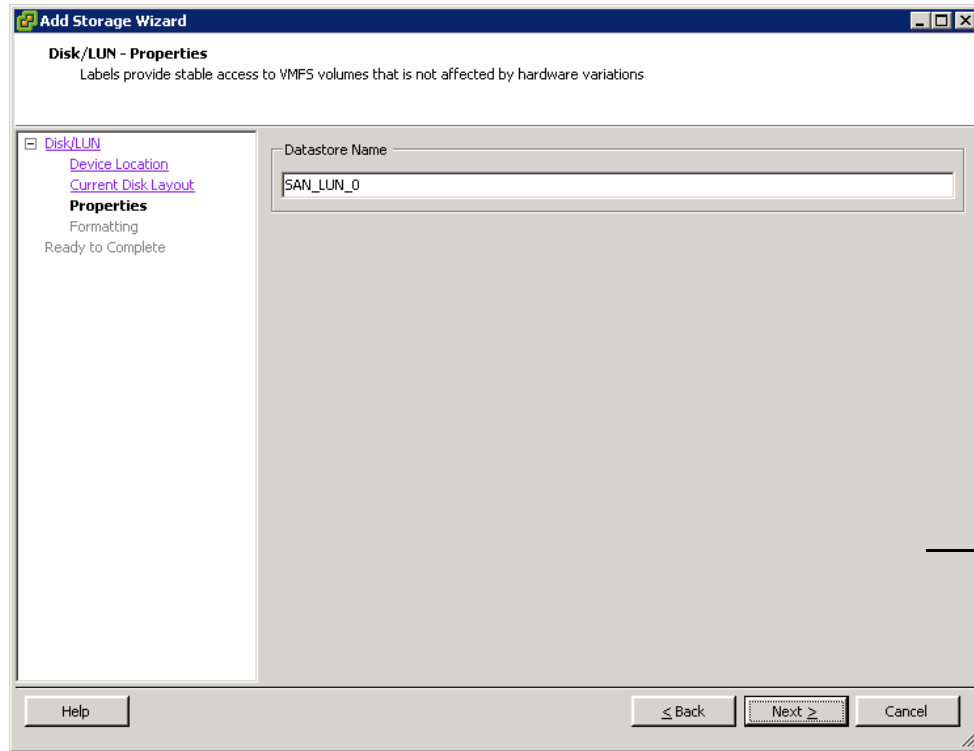 Add Storage Wizard
Disk/LUN - Properties
Labels provide stable access to VMFS volumes that is not affected by hardware variations
Disk/LUN
Device Location
Current Disk Layout
Properties
Formatting
Ready to Complete
Datastore Name
SAN_LUN_0
Help
< Back
Next >
Cancel